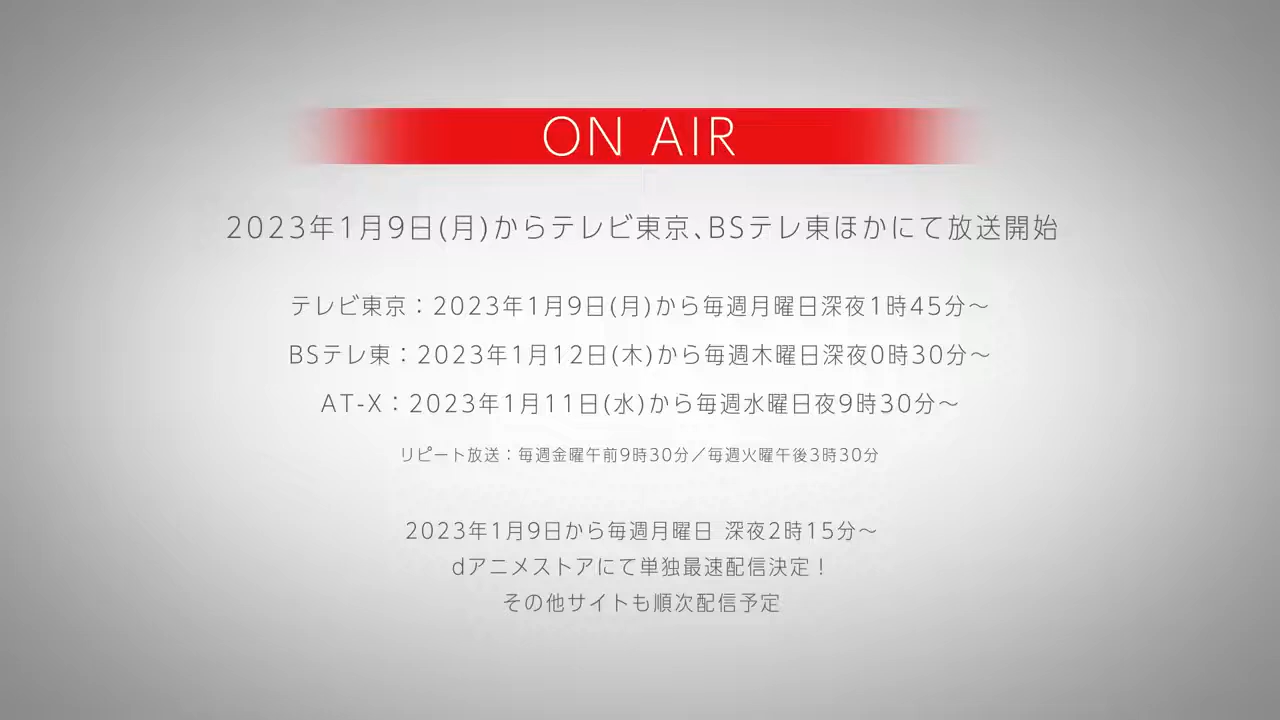 ON AIR
2023年1月9日(月)からテレビ東京、BSテレ東ほかにて放送開始
テレビ東京：2023年1月9日(月)から毎週月曜日深夜1時45分～
BSテレ東：2023年1月12日(木)から毎週木曜日深夜0時30分～
AT-X：2023年1月11日(水)から毎週水曜日夜9時30分～
リピート放送：毎週金曜午前9時30分／毎週火曜午後3時30分
2023年1月9日から毎週月曜日 深夜2時15分～
dアニメストアにて単独最速配信決定！
その他サイトも順次配信予定